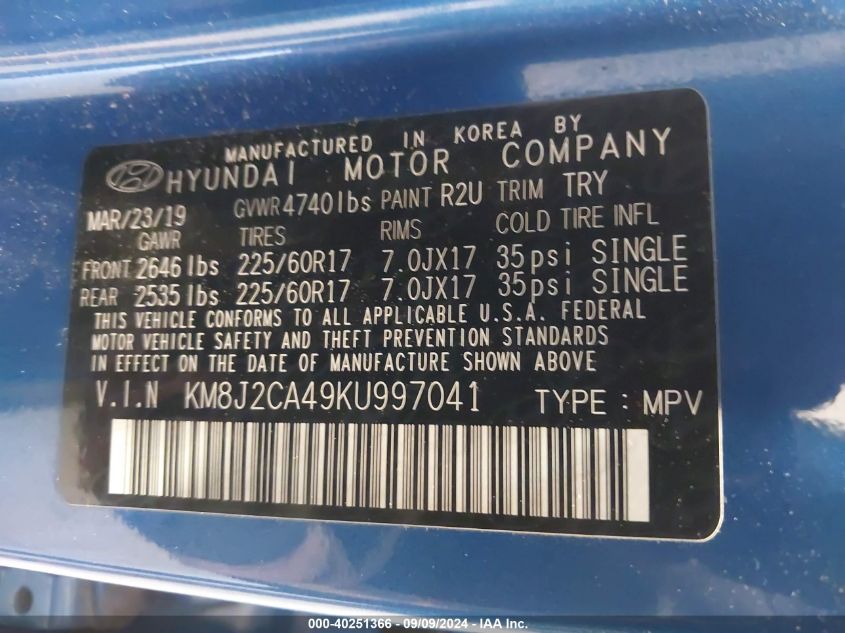 MANUFACTURED IN KOREA BY
HYUNDAI MOTOR COMPANY
MAR/23/19 GVWR 4740lbs PAINT R2U TRIM TRY
GAWR TIRES RIMS COLD TIRE INFL
FRONT 2646 lbs 225/60R17 7.0JX17 35psi SINGLE
REAR 2535 lbs 225/60R17 7.0JX17 35psi SINGLE
THIS VEHICLE CONFORMS TO ALL APPLICABLE U.S.A. FEDERAL
MOTOR VEHICLE SAFETY AND THEFT PREVENTION STANDARDS
IN EFFECT ON THE DATE OF MANUFACTURE SHOWN ABOVE
V.I.N KM8J2CA49KU997041 TYPE : MPV
000-40251366 - 09/09/2024 - IAA Inc.